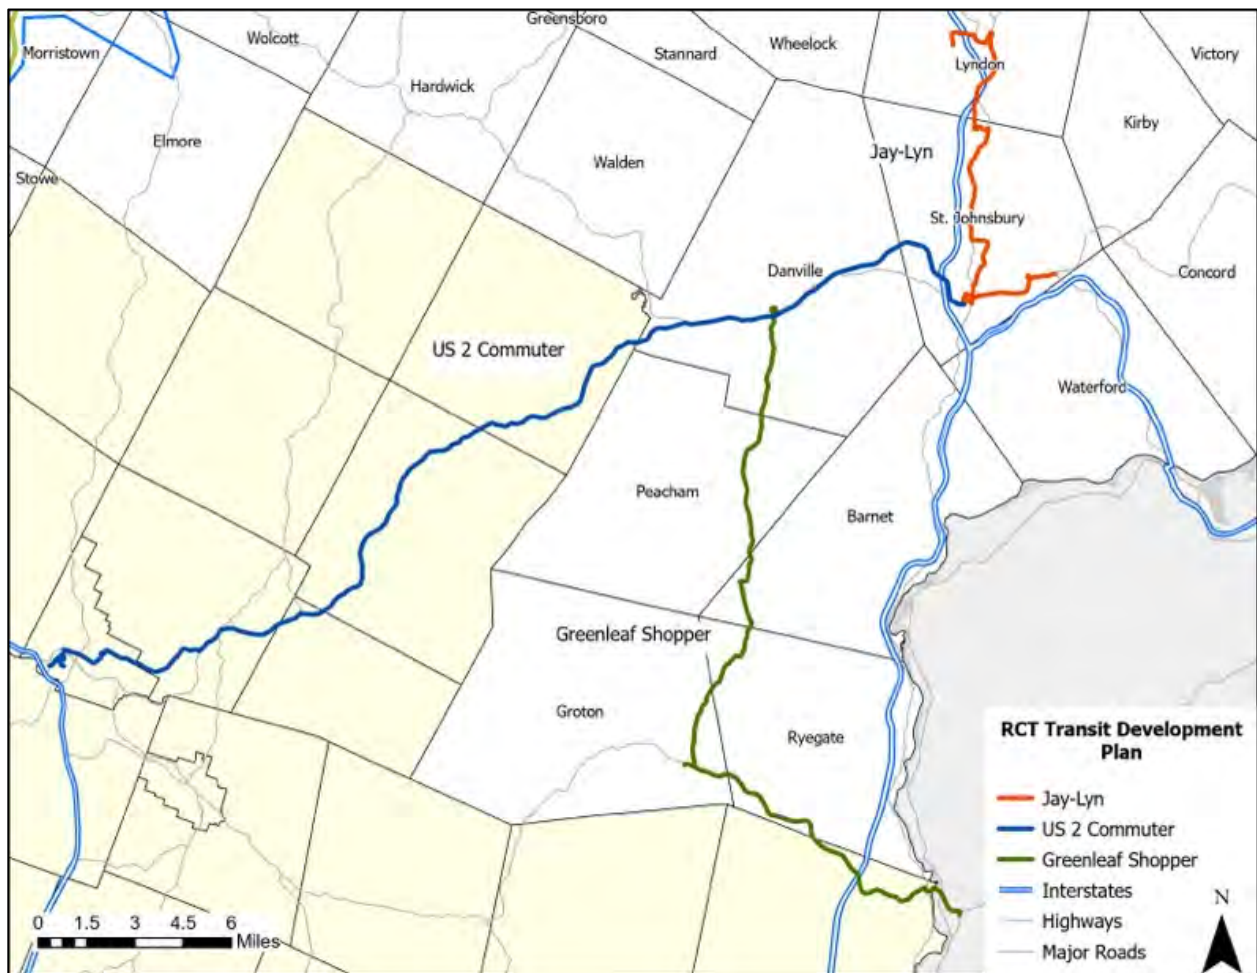 Greensboro
Wolcott
Morristown
Stannard
Wheelock
Lyndon
Victory
Hardwick
Elmore
Kirby
Walden
Jay-Lyn
Stowe
St. Johnsbury
Danville
Concord
US 2 Commuter
Waterford
Peacham
Barnet
Greenleaf Shopper
Groton
Ryegate
RCT Transit Development
Plan
Jay-Lyn
US 2 Commuter
Greenleaf Shopper
Interstates
Highways
Major Roads
N
0 1.5 3 4.5 6
Miles